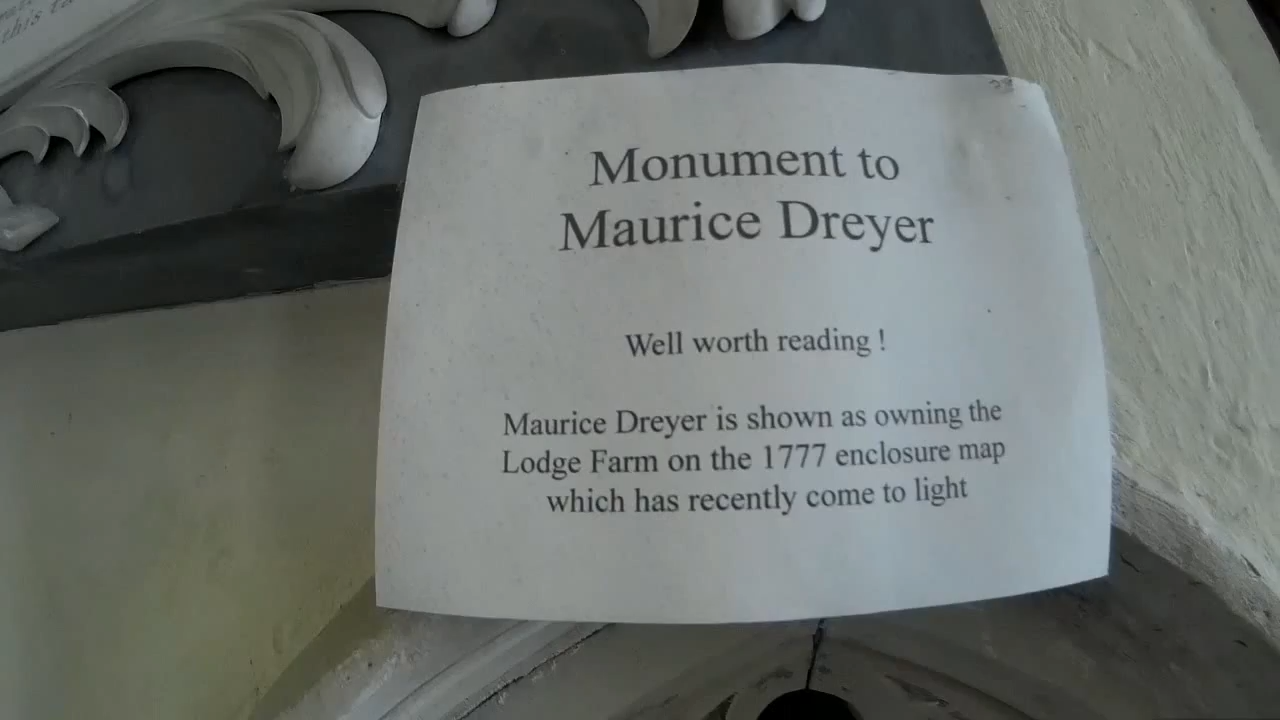 this
Monument to
Maurice Dreyer
Well worth reading !
Maurice Dreyer is shown as owning the
Lodge Farm on the 1777 enclosure map
which has recently come to light